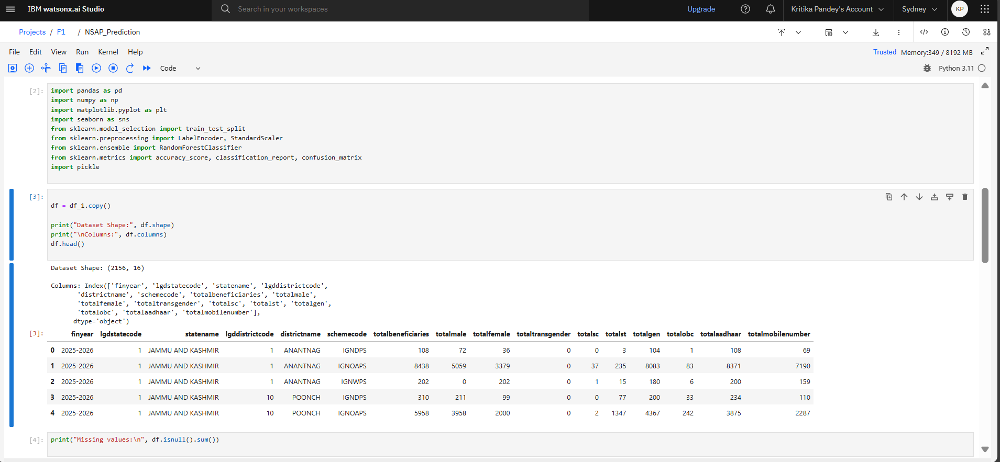 IBM watsonx.ai Studio
Search in your workspaces
Upgrade
Kritika Pandey's Account
Sydney
KP
Projects / F1 / NSAP_Prediction
File Edit View Run Kernel Help
Trusted Memory:349 / 8192 MB
Code
Python 3.11
[2]:
import pandas as pd
import numpy as np
import matplotlib.pyplot as plt
import seaborn as sns
from sklearn.model_selection import train_test_split
from sklearn.preprocessing import LabelEncoder, StandardScaler
from sklearn.ensemble import RandomForestClassifier
from sklearn.metrics import accuracy_score, classification_report, confusion_matrix
import pickle
[3]:
df = df_1.copy()
print("Dataset Shape:", df.shape)
print("\nColumns:", df.columns)
df.head()
Dataset Shape: (2156, 16)
Columns: Index(['finyear', 'lgdstatecode', 'statename', 'lgddistrictcode',
'districtname', 'schemecode', 'totalbeneficiaries', 'totalmale',
'totalfemale', 'totaltransgender', 'totalsc', 'totalst', 'totalgen',
'totalobc', 'totalaadhaar', 'totalmobilenumber'],
dtype='object')
[3]:
finyear lgdstatecode statename lgddistrictcode districtname schemecode totalbeneficiaries totalmale totalfemale totaltransgender totalsc totalst totalgen totalobc totalaadhaar totalmobilenumber
0 2025-2026 1 JAMMU AND KASHMIR 1 ANANTNAG IGNDPS 108 72 36 0 0 3 104 1 108 69
1 2025-2026 1 JAMMU AND KASHMIR 1 ANANTNAG IGNOAPS 8438 5059 3379 0 37 235 8083 83 8371 7190
2 2025-2026 1 JAMMU AND KASHMIR 1 ANANTNAG IGNWPS 202 0 202 0 1 15 180 6 200 159
3 2025-2026 1 JAMMU AND KASHMIR 10 POONCH IGNDPS 310 211 99 0 0 77 200 33 234 110
4 2025-2026 1 JAMMU AND KASHMIR 10 POONCH IGNOAPS 5958 3958 2000 0 2 1347 4367 242 3875 2287
[4]:
print("Missing values:\n", df.isnull().sum())